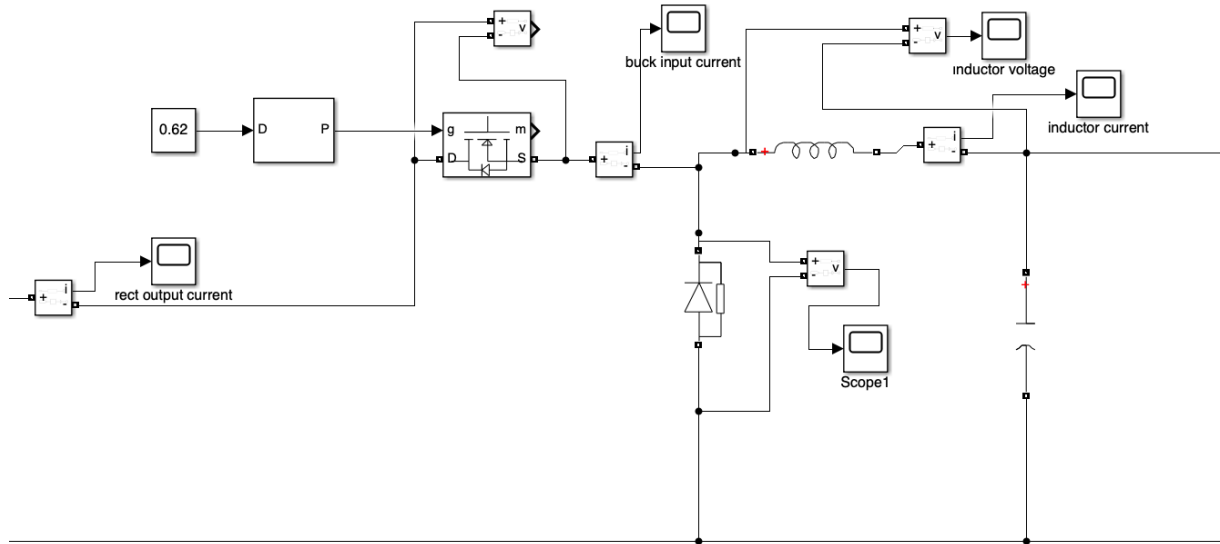 +
-
v
buck input current
+
-
v
inductor voltage
inductor current
0.62
D
P
g
m
D
S
+
i
-
+
i
-
+
i
-
rect output current
+
-
v
Scope1
+
+